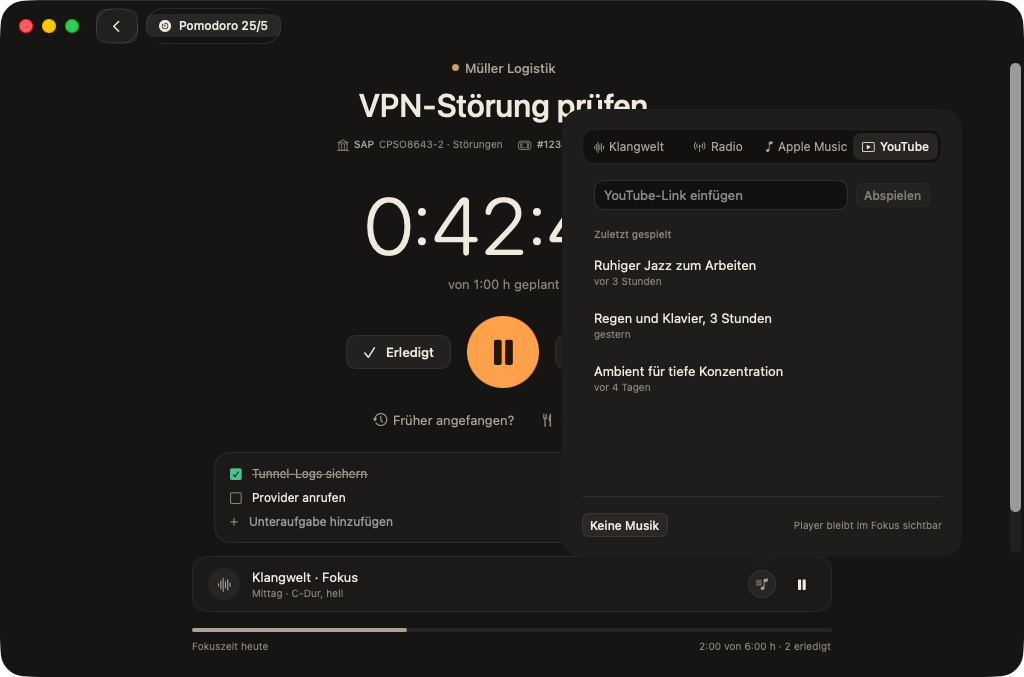 Pomodoro 25/5
Müller Logistik
VPN-Störung prüfen
SAP CPSO8643-2 · Störungen #123
0:42:4
von 1:00 h geplant
Erledigt
Früher angefangen?
Tunnel-Logs sichern
Provider anrufen
+ Unteraufgabe hinzufügen
Klangwelt Radio Apple Music YouTube
YouTube-Link einfügen Abspielen
Zuletzt gespielt
Ruhiger Jazz zum Arbeiten
vor 3 Stunden
Regen und Klavier, 3 Stunden
gestern
Ambient für tiefe Konzentration
vor 4 Tagen
Keine Musik Player bleibt im Fokus sichtbar
Klangwelt · Fokus
Mittag · C-Dur, hell
Fokuszeit heute 2:00 von 6:00 h · 2 erledigt